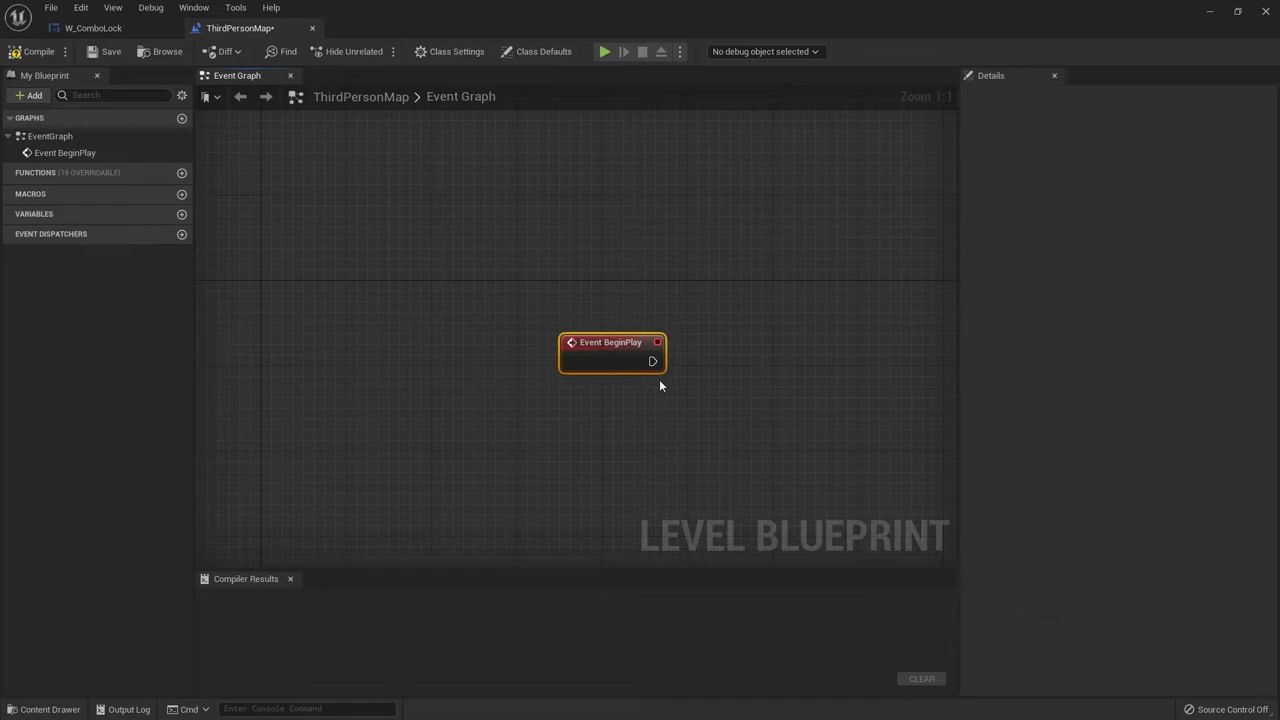 File Edit View Debug Window Tools Help
W_ComboLock ThirdPersonMap•
Compile Save Browse Diff Find Hide Unrelated Class Settings Class Defaults No debug object selected
My Blueprint Event Graph Details
Add Search ThirdPersonMap > Event Graph Zoom 1:1
GRAPHS
EventGraph
Event BeginPlay
FUNCTIONS (19 OVERRIDABLE)
MACROS
VARIABLES
EVENT DISPATCHERS
Event BeginPlay
LEVEL BLUEPRINT
Compiler Results
CLEAR
Content Drawer Output Log Cmd Enter Console Command Source Control Off